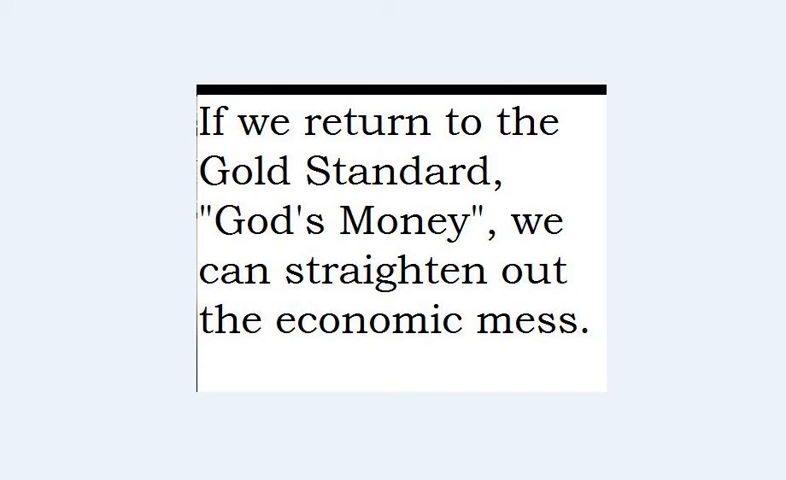 If we return to the
Gold Standard,
"God's Money", we
can straighten out
the economic mess.